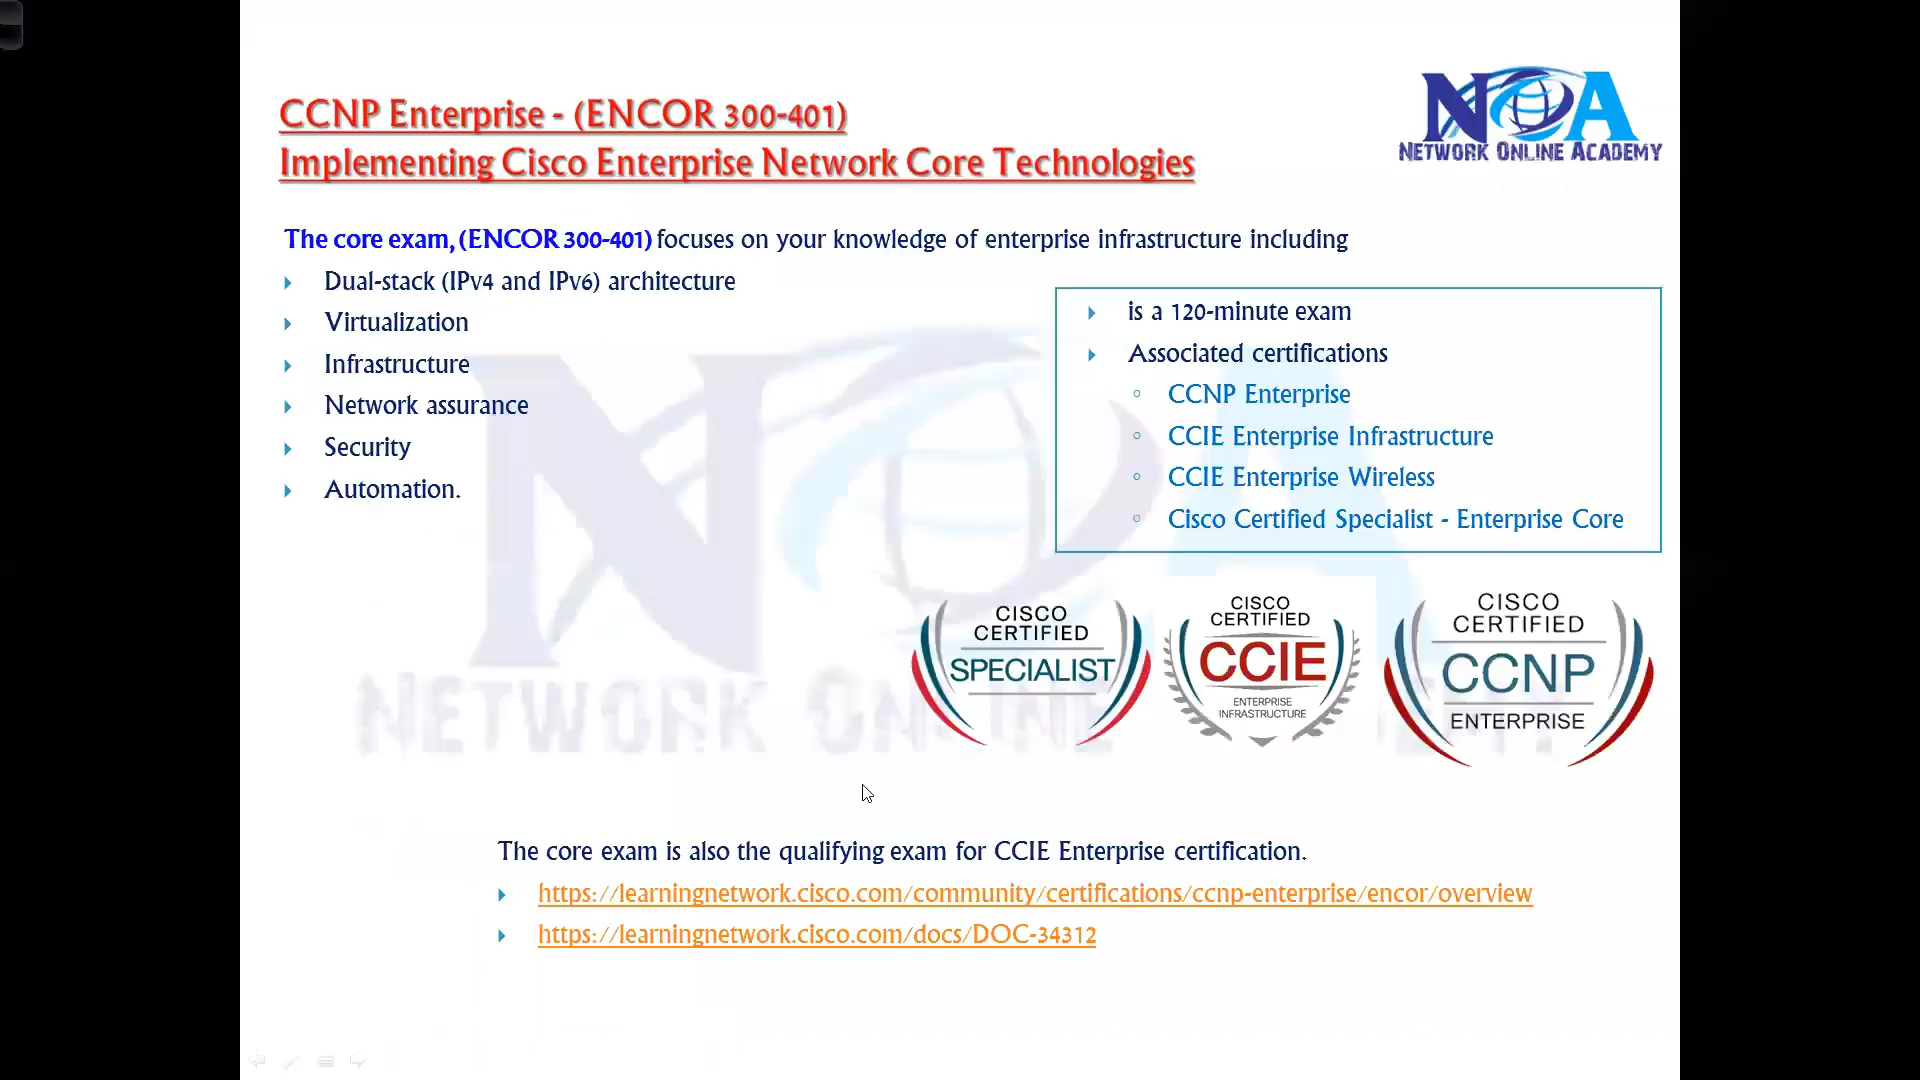 NOA
NETWORK ONLINE ACADEMY
CCNP Enterprise - (ENCOR 300-401)
Implementing Cisco Enterprise Network Core Technologies
The core exam, (ENCOR 300-401) focuses on your knowledge of enterprise infrastructure including
Dual-stack (IPv4 and IPv6) architecture
Virtualization
Infrastructure
Network assurance
Security
Automation.
is a 120-minute exam
Associated certifications
CCNP Enterprise
CCIE Enterprise Infrastructure
CCIE Enterprise Wireless
Cisco Certified Specialist - Enterprise Core
CISCO
CERTIFIED
SPECIALIST
CISCO
CERTIFIED
CCIE
ENTERPRISE
INFRASTRUCTURE
CISCO
CERTIFIED
CCNP
ENTERPRISE
NOA
NETWORK ONLINE ACADEMY
The core exam is also the qualifying exam for CCIE Enterprise certification.
https://learningnetwork.cisco.com/community/certifications/ccnp-enterprise/encor/overview
https://learningnetwork.cisco.com/docs/DOC-34312